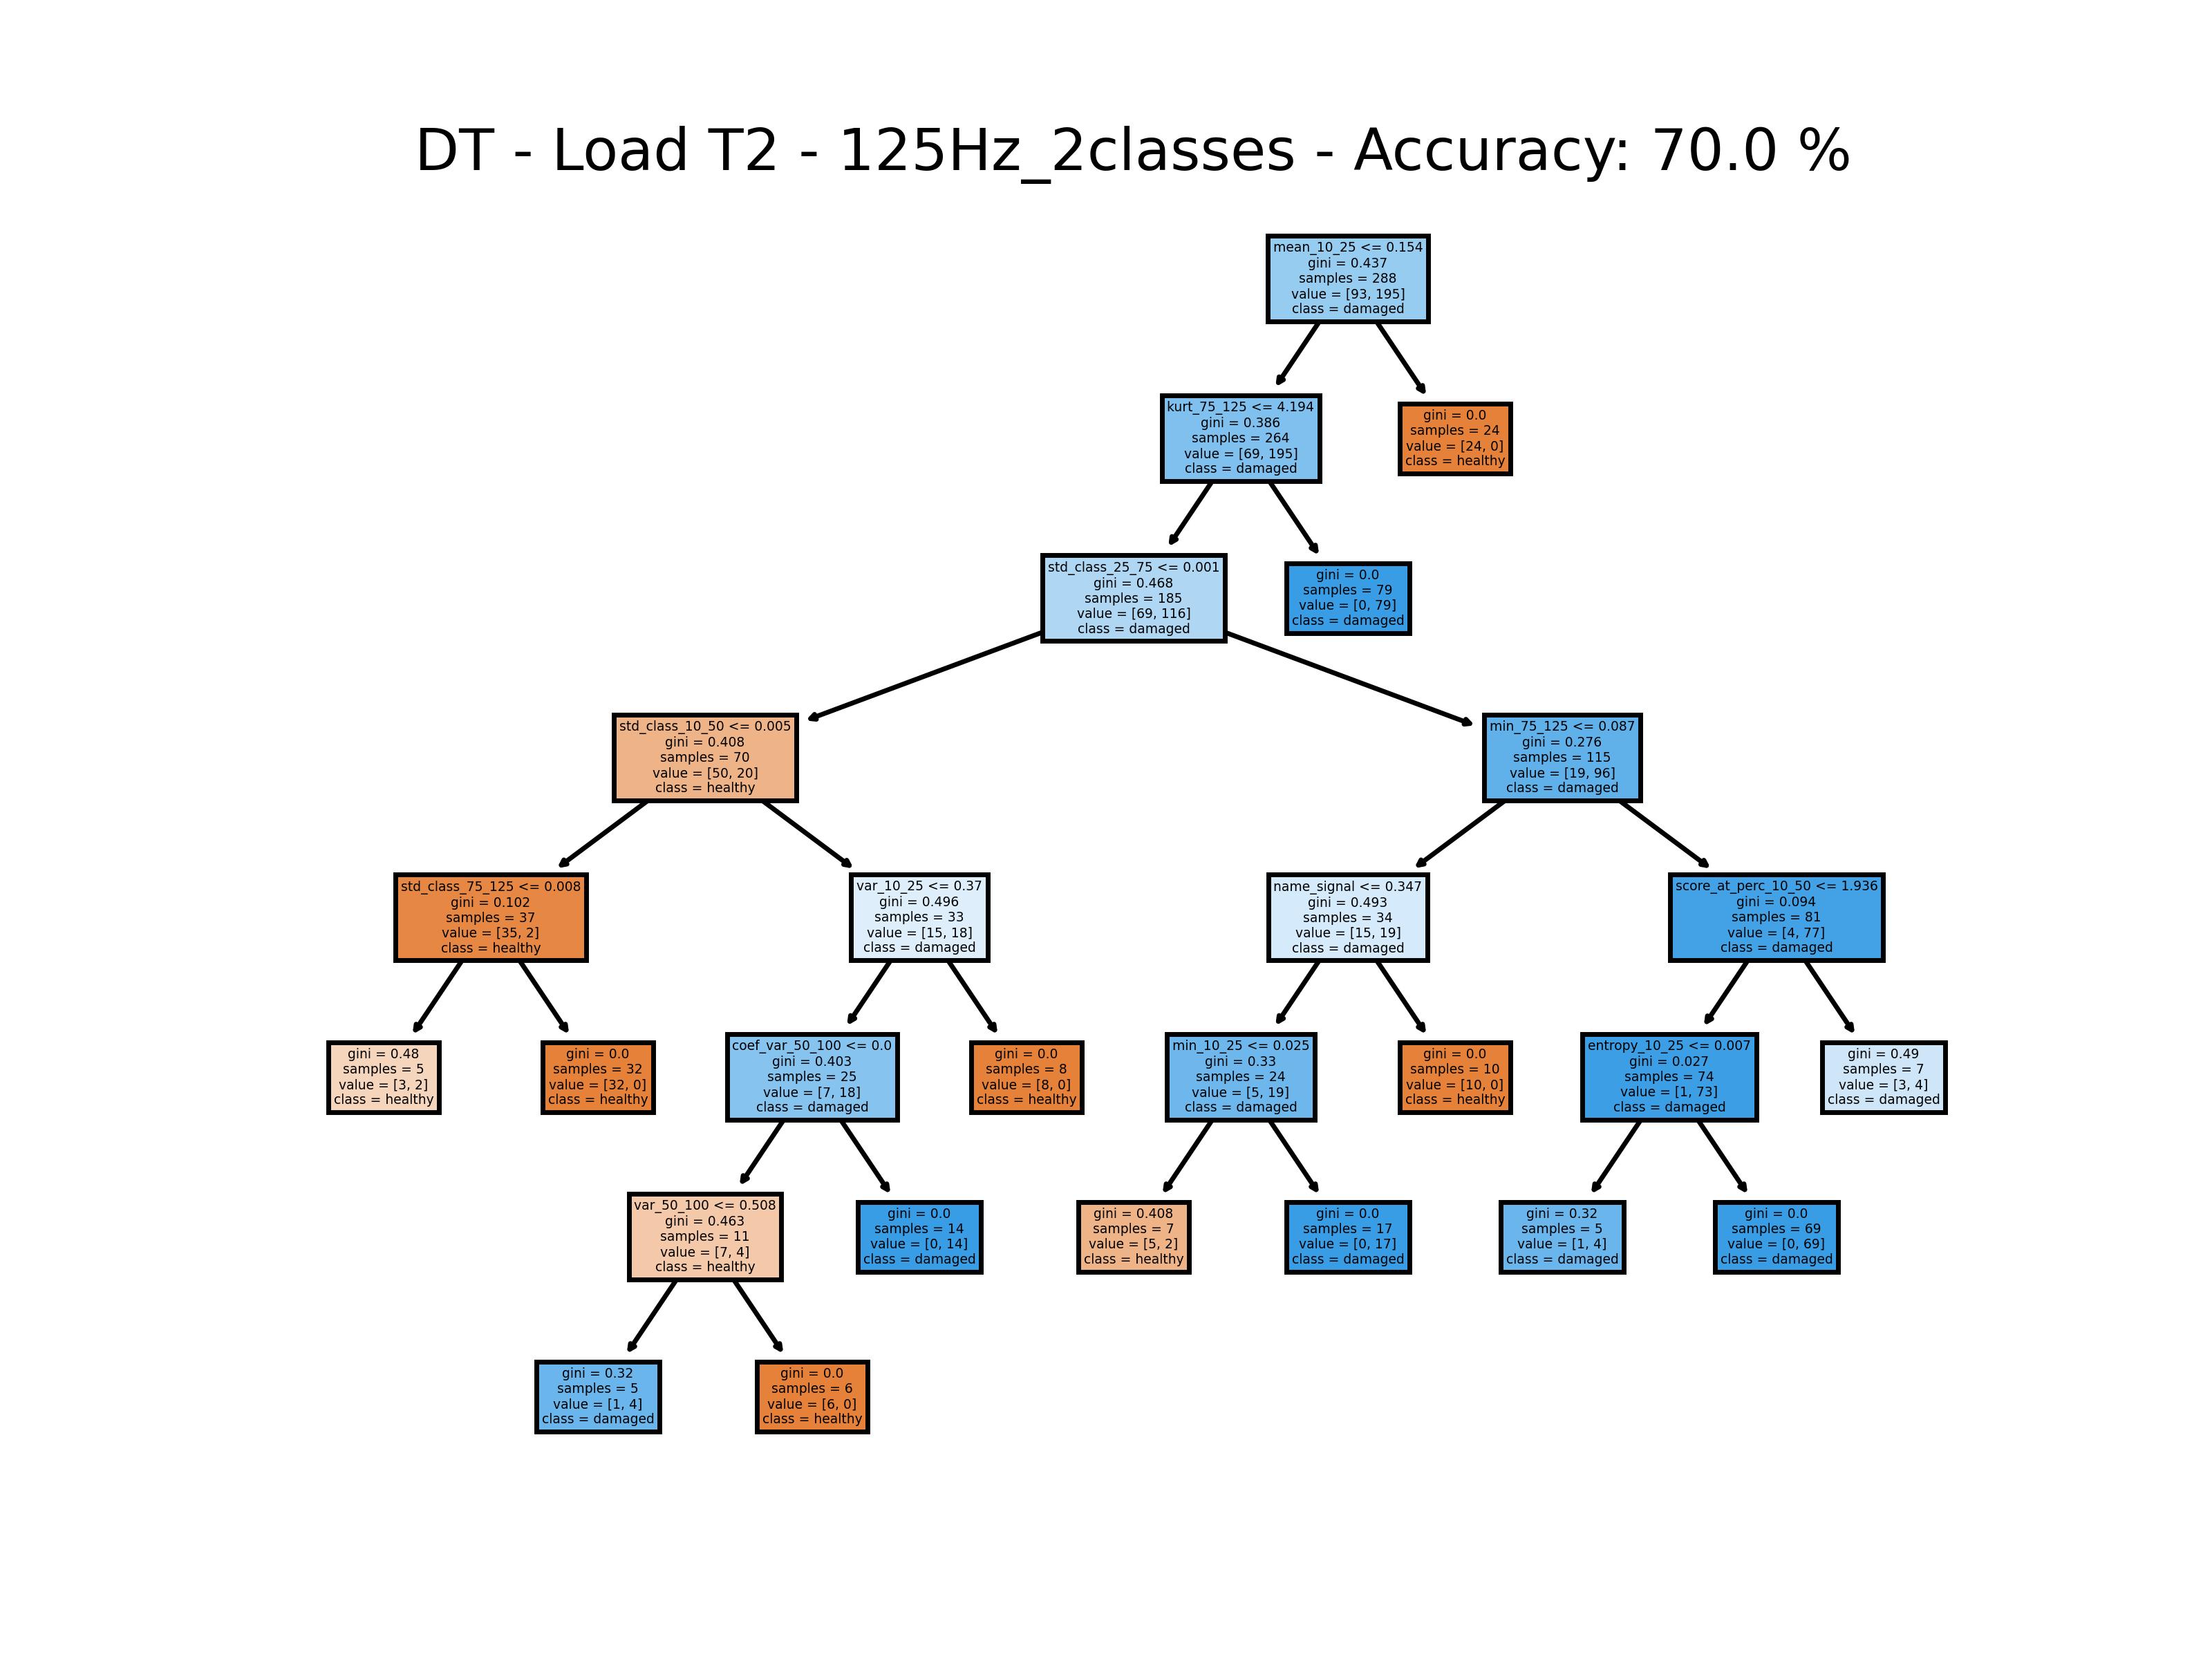 DT - Load T2 - 125Hz_2classes - Accuracy: 70.0 %
mean_10_25 <= 0.154
gini = 0.437
samples = 288
value = [93, 195]
class = damaged
kurt_75_125 <= 4.194
gini = 0.386
samples = 264
value = [69, 195]
class = damaged
gini = 0.0
samples = 24
value = [24, 0]
class = healthy
std_class_25_75 <= 0.001
gini = 0.468
samples = 185
value = [69, 116]
class = damaged
gini = 0.0
samples = 79
value = [0, 79]
class = damaged
std_class_10_50 <= 0.005
gini = 0.408
samples = 70
value = [50, 20]
class = healthy
min_75_125 <= 0.087
gini = 0.276
samples = 115
value = [19, 96]
class = damaged
std_class_75_125 <= 0.008
gini = 0.102
samples = 37
value = [35, 2]
class = healthy
var_10_25 <= 0.37
gini = 0.496
samples = 33
value = [15, 18]
class = damaged
name_signal <= 0.347
gini = 0.493
samples = 34
value = [15, 19]
class = damaged
score_at_perc_10_50 <= 1.936
gini = 0.094
samples = 81
value = [4, 77]
class = damaged
gini = 0.48
samples = 5
value = [3, 2]
class = healthy
gini = 0.0
samples = 32
value = [32, 0]
class = healthy
coef_var_50_100 <= 0.0
gini = 0.403
samples = 25
value = [7, 18]
class = damaged
gini = 0.0
samples = 8
value = [8, 0]
class = healthy
min_10_25 <= 0.025
gini = 0.33
samples = 24
value = [5, 19]
class = damaged
gini = 0.0
samples = 10
value = [10, 0]
class = healthy
entropy_10_25 <= 0.007
gini = 0.027
samples = 74
value = [1, 73]
class = damaged
gini = 0.49
samples = 7
value = [3, 4]
class = damaged
var_50_100 <= 0.508
gini = 0.463
samples = 11
value = [7, 4]
class = healthy
gini = 0.0
samples = 14
value = [0, 14]
class = damaged
gini = 0.408
samples = 7
value = [5, 2]
class = healthy
gini = 0.0
samples = 17
value = [0, 17]
class = damaged
gini = 0.32
samples = 5
value = [1, 4]
class = damaged
gini = 0.0
samples = 69
value = [0, 69]
class = damaged
gini = 0.32
samples = 5
value = [1, 4]
class = damaged
gini = 0.0
samples = 6
value = [6, 0]
class = healthy